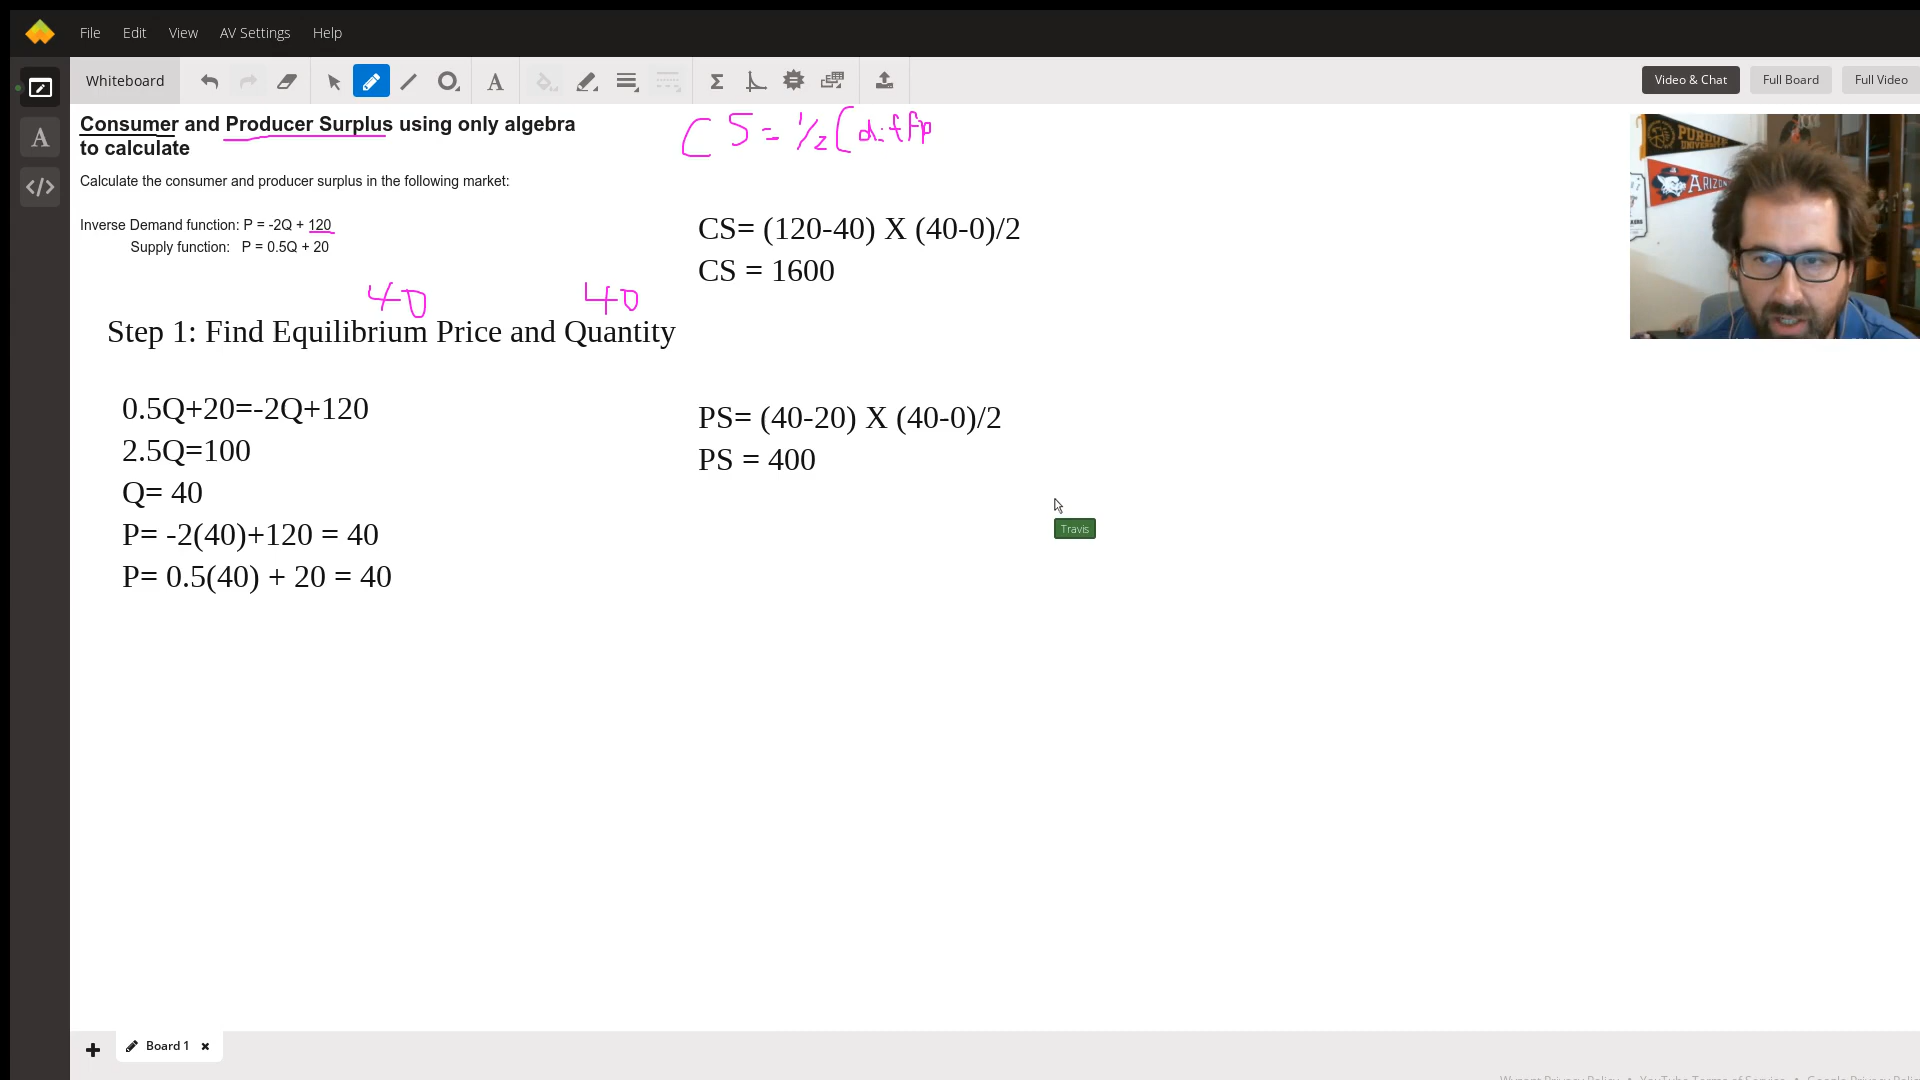 File Edit View AV Settings Help
Whiteboard
Video & Chat Full Board Full Video
Consumer and Producer Surplus using only algebra
to calculate
Calculate the consumer and producer surplus in the following market:
Inverse Demand function: P = -2Q + 120
Supply function: P = 0.5Q + 20
40 40
Step 1: Find Equilibrium Price and Quantity
0.5Q+20=-2Q+120
2.5Q=100
Q= 40
P= -2(40)+120 = 40
P= 0.5(40) + 20 = 40
CS = 1/2 (diff p
CS= (120-40) X (40-0)/2
CS = 1600
PS= (40-20) X (40-0)/2
PS = 400
Travis
PURDUE
UNIVERSITY
ARIZON
Board 1